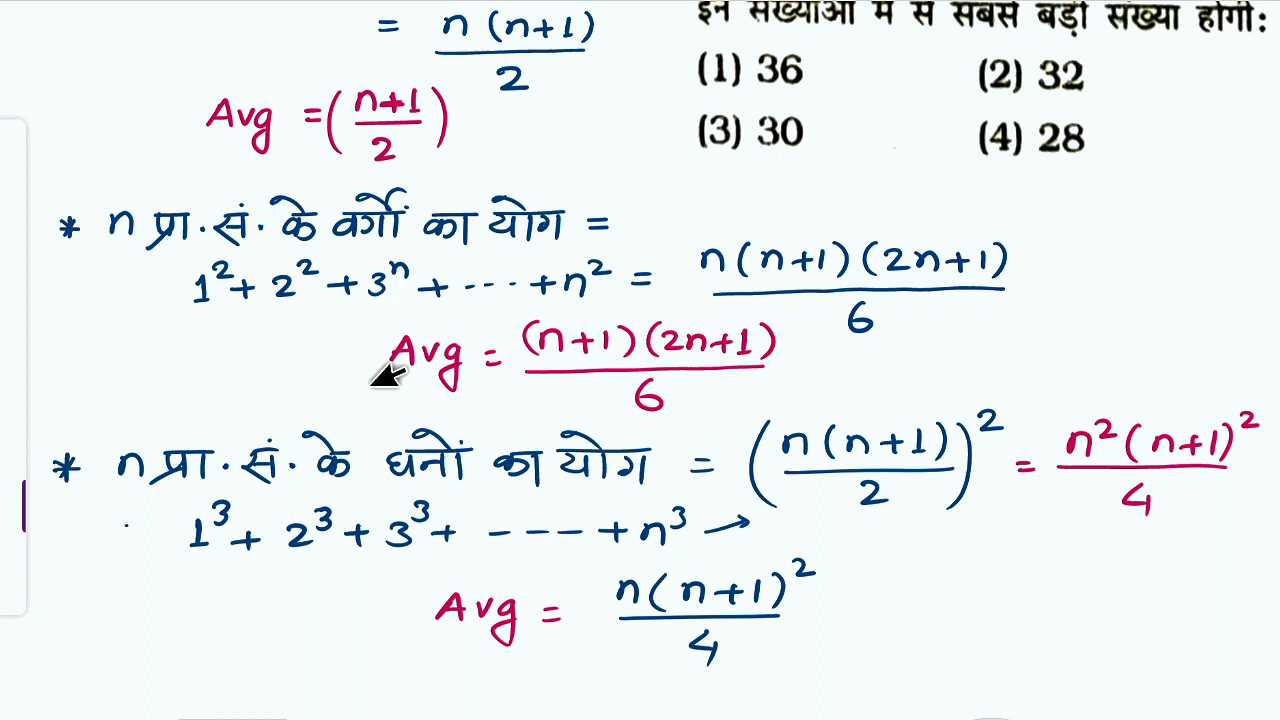 = n(n+1)/2
Avg = (n+1/2)
इन संख्याओं में से सबसे बड़ी संख्या होगी:
(1) 36 (2) 32
(3) 30 (4) 28
* n प्रा.सं. के वर्गों का योग =
1² + 2² + 3ⁿ + ---- + n² = n(n+1)(2n+1)/6
Avg = (n+1)(2n+1)/6
* n प्रा.सं. के घनों का योग = (n(n+1)/2)² = n²(n+1)²/4
1³ + 2³ + 3³ + ---- + n³ →
Avg = n(n+1)²/4